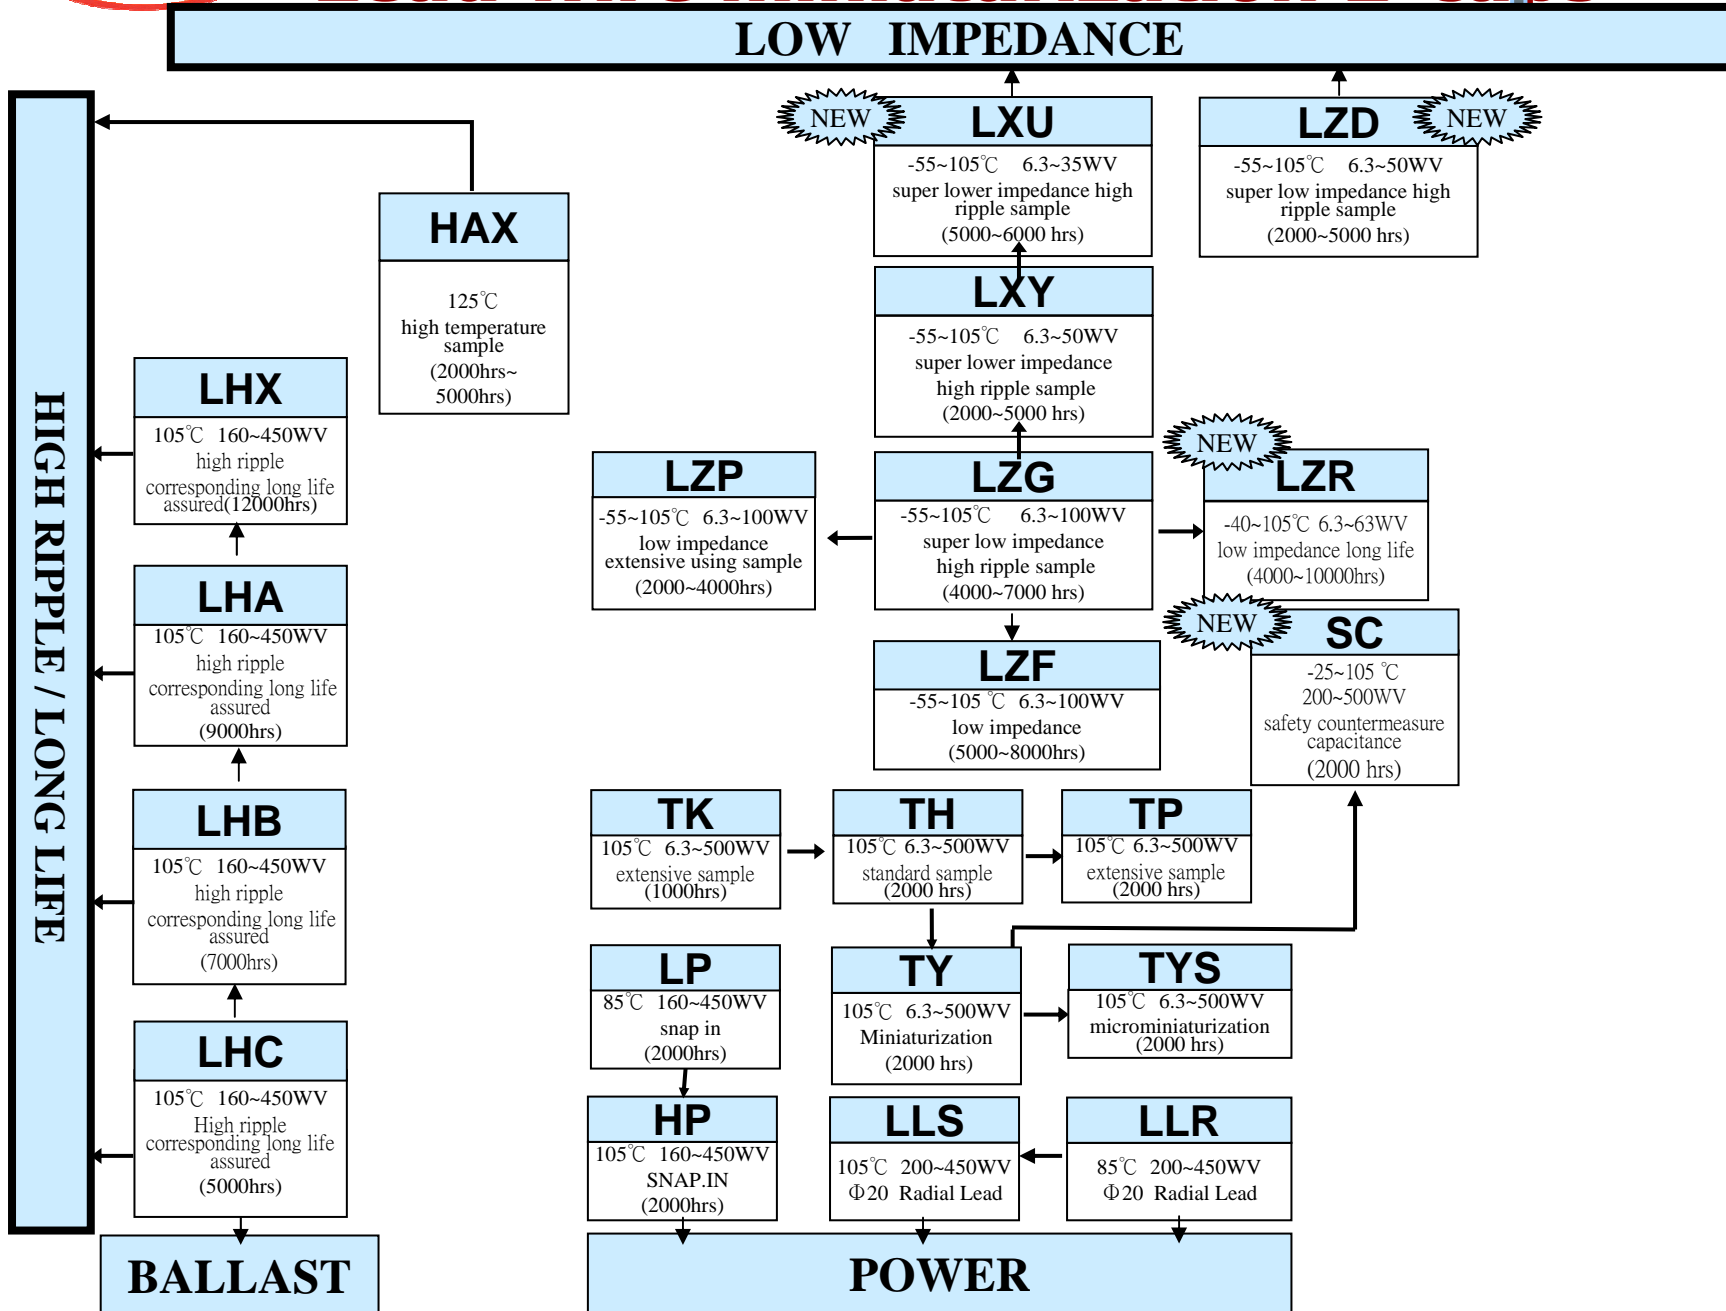 LOW IMPEDANCE
HIGH RIPPLE / LONG LIFE
NEW
LXU
-55~105℃ 6.3~35WV
super lower impedance high
ripple sample
(5000~6000 hrs)
LZD
NEW
-55~105℃ 6.3~50WV
super low impedance high
ripple sample
(2000~5000 hrs)
HAX
125℃
high temperature
sample
(2000hrs~
5000hrs)
LXY
-55~105℃ 6.3~50WV
super lower impedance
high ripple sample
(2000~5000 hrs)
LHX
105℃ 160~450WV
high ripple
corresponding long life
assured(12000hrs)
LZP
-55~105℃ 6.3~100WV
low impedance
extensive using sample
(2000~4000hrs)
LZG
-55~105℃ 6.3~100WV
super low impedance
high ripple sample
(4000~7000 hrs)
NEW
LZR
-40~105℃ 6.3~63WV
low impedance long life
(4000~10000hrs)
LHA
105℃ 160~450WV
high ripple
corresponding long life
assured
(9000hrs)
LZF
-55~105 ℃ 6.3~100WV
low impedance
(5000~8000hrs)
NEW
SC
-25~105 ℃
200~500WV
safety countermeasure
capacitance
(2000 hrs)
LHB
105℃ 160~450WV
high ripple
corresponding long life
assured
(7000hrs)
TK
105℃ 6.3~500WV
extensive sample
(1000hrs)
TH
105℃ 6.3~500WV
standard sample
(2000 hrs)
TP
105℃ 6.3~500WV
extensive sample
(2000 hrs)
LP
85℃ 160~450WV
snap in
(2000hrs)
TY
105℃ 6.3~500WV
Miniaturization
(2000 hrs)
TYS
105℃ 6.3~500WV
microminiaturization
(2000 hrs)
LHC
105℃ 160~450WV
High ripple
corresponding long life
assured
(5000hrs)
HP
105℃ 160~450WV
SNAP.IN
(2000hrs)
LLS
105℃ 200~450WV
Φ20 Radial Lead
LLR
85℃ 200~450WV
Φ20 Radial Lead
BALLAST
POWER